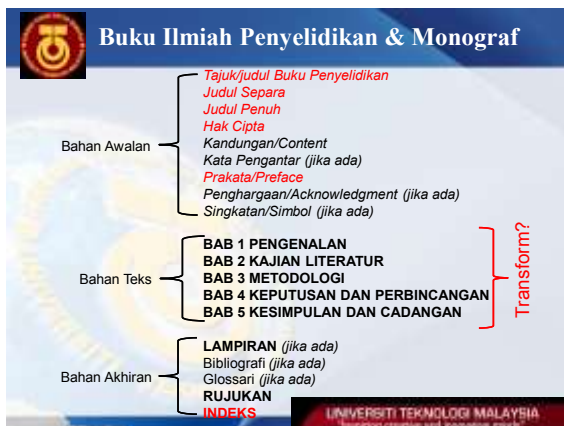 Buku Ilmiah Penyelidikan & Monograf
Bahan Awalan
Tajuk/judul Buku Penyelidikan
Judul Separa
Judul Penuh
Hak Cipta
Kandungan/Content
Kata Pengantar (jika ada)
Prakata/Preface
Penghargaan/Acknowledgment (jika ada)
Singkatan/Simbol (jika ada)
Bahan Teks
BAB 1 PENGENALAN
BAB 2 KAJIAN LITERATUR
BAB 3 METODOLOGI
BAB 4 KEPUTUSAN DAN PERBINCANGAN
BAB 5 KESIMPULAN DAN CADANGAN
Transform?
Bahan Akhiran
LAMPIRAN (jika ada)
Bibliografi (jika ada)
Glossari (jika ada)
RUJUKAN
INDEKS
UNIVERSITI TEKNOLOGI MALAYSIA